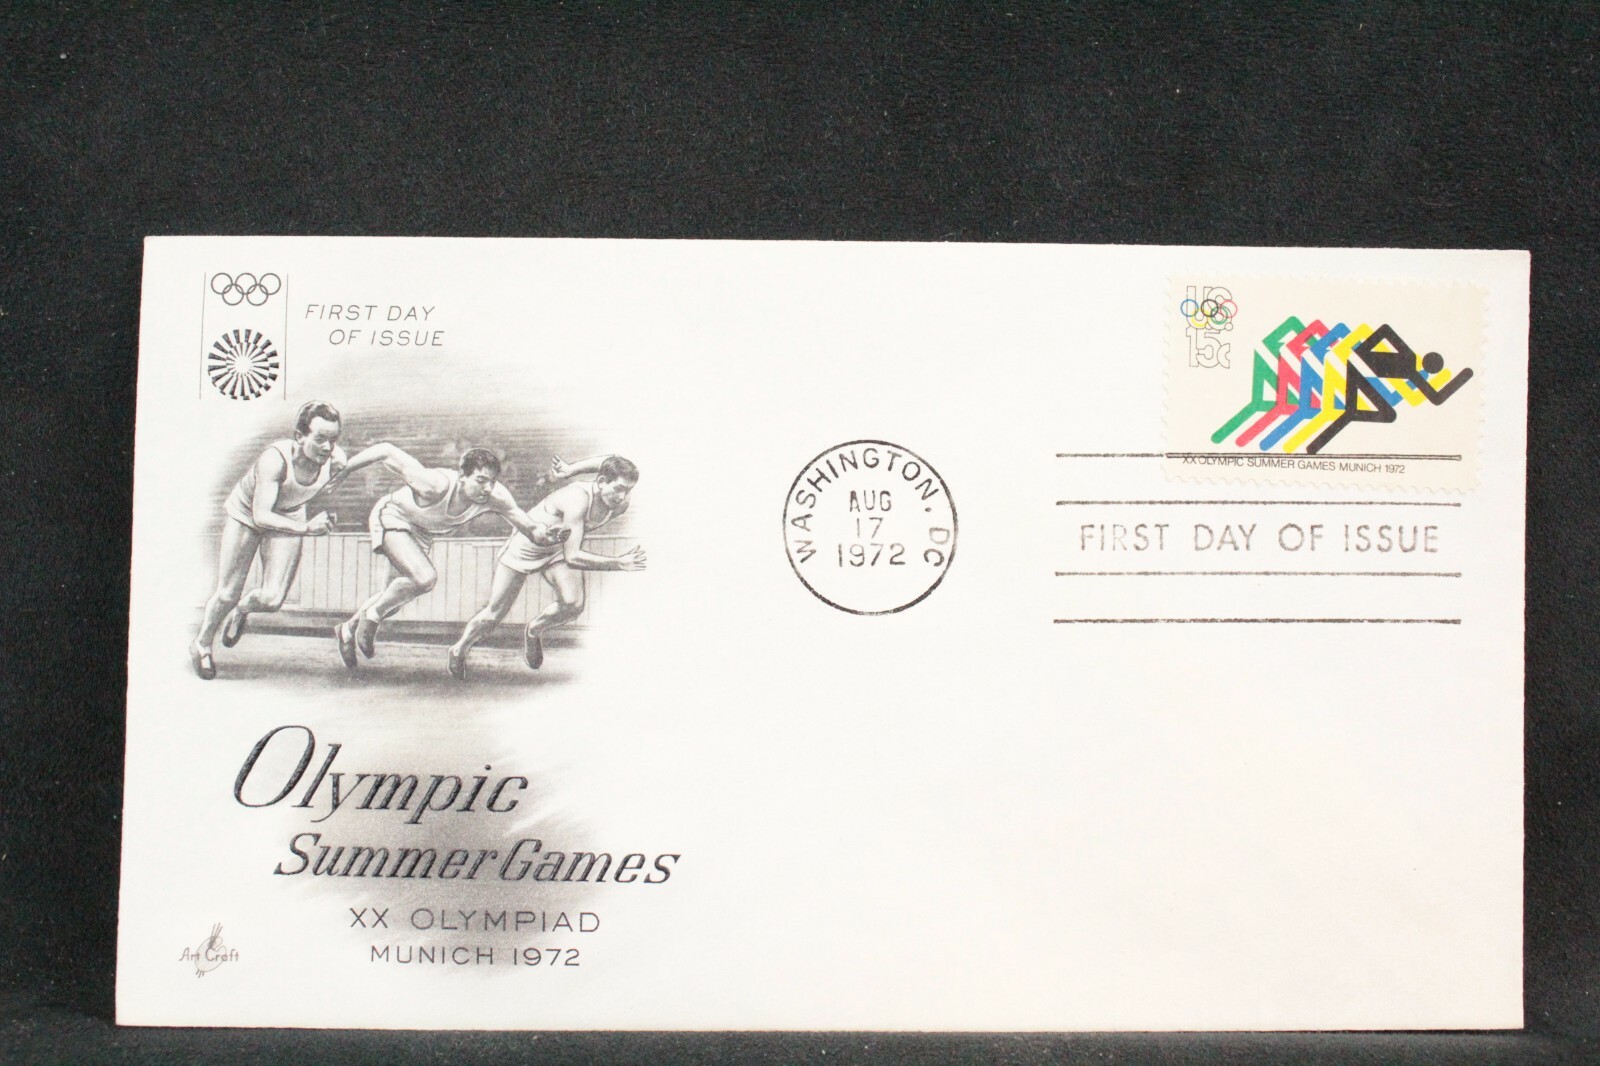 FIRST DAY
OF ISSUE
US
15c
XX OLYMPIC SUMMER GAMES MUNICH 1972
WASHINGTON, DC
AUG
17
1972
FIRST DAY OF ISSUE
Olympic
Summer Games
XX OLYMPIAD
MUNICH 1972
Art Craft